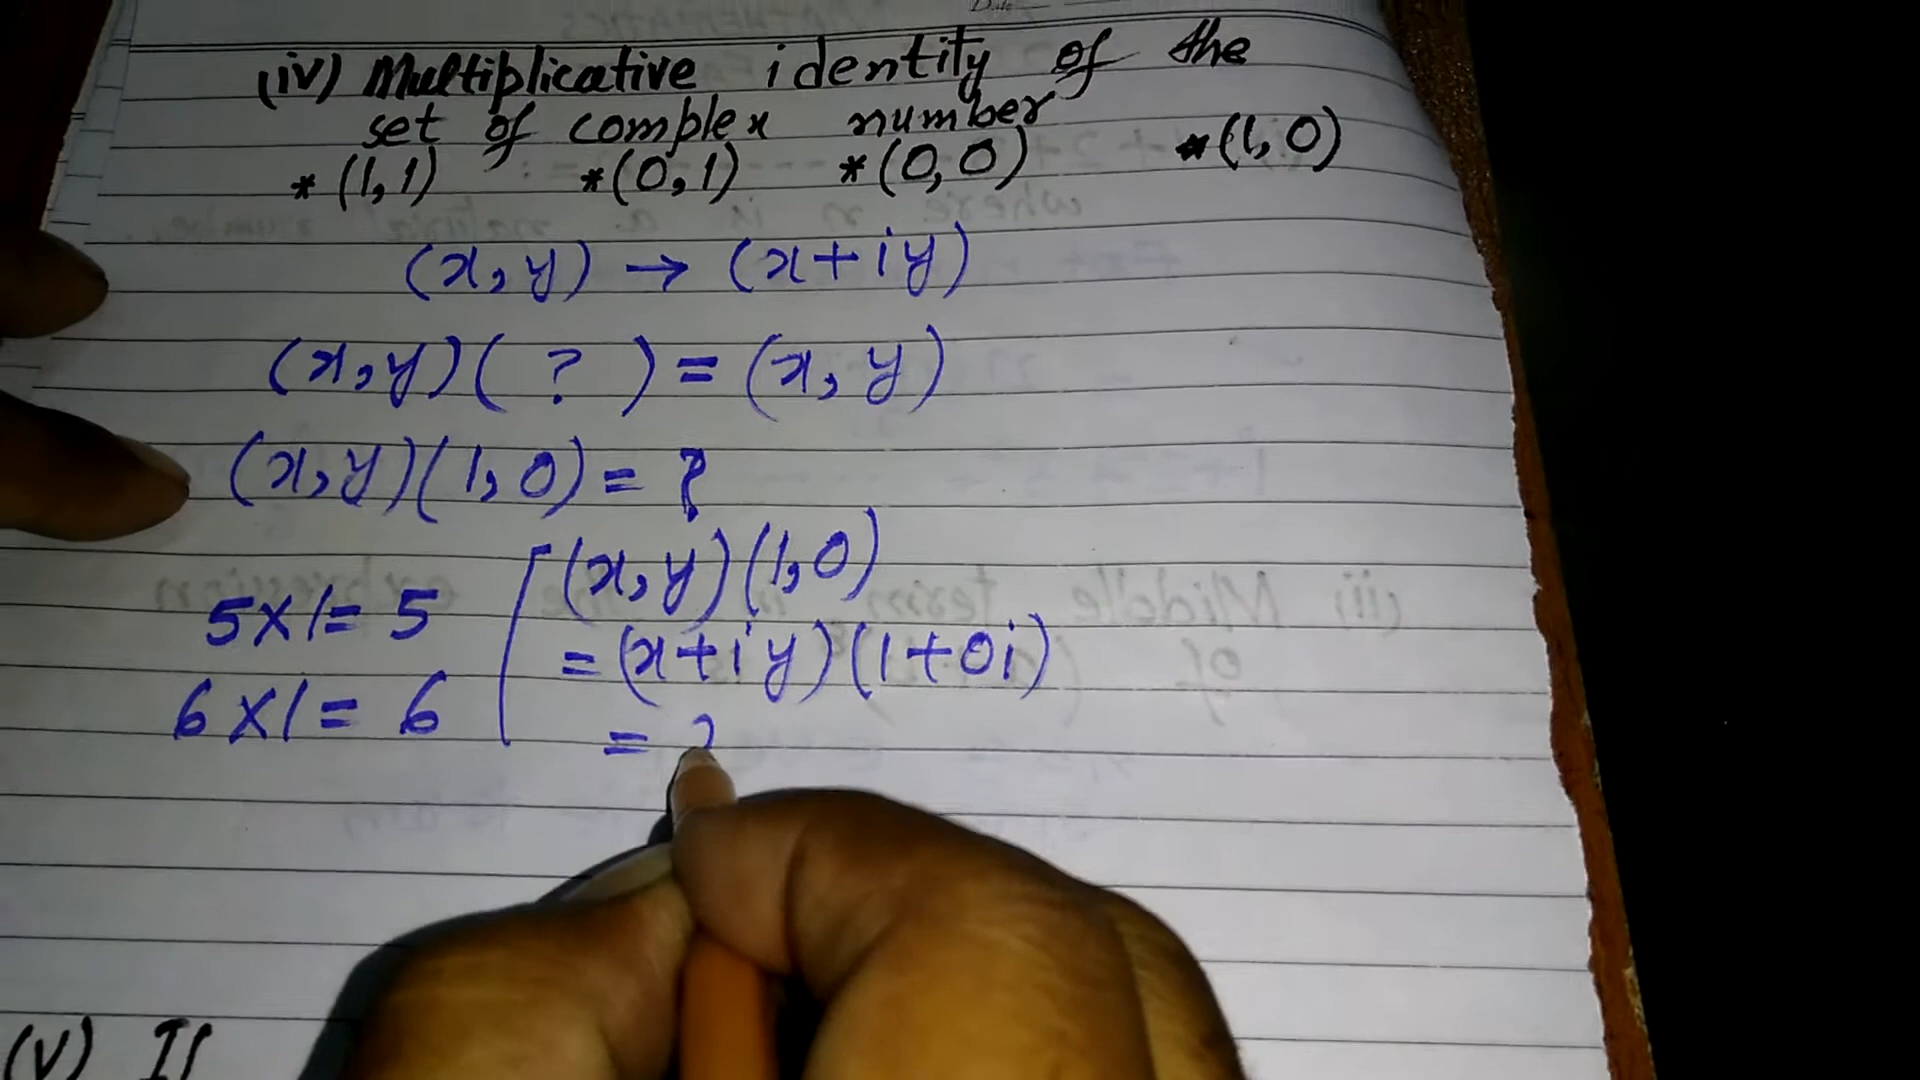 (iv) Multiplicative identity of the
set of complex number
* (1,1) * (0,1) * (0,0) * (1,0)
(x,y) → (x+iy)
(x,y) ( ? ) = (x,y)
(x,y)(1,0) = ?
(x,y)(1,0)
5×1= 5
= (x+iy)(1+0i)
6×1= 6
=
(v) If